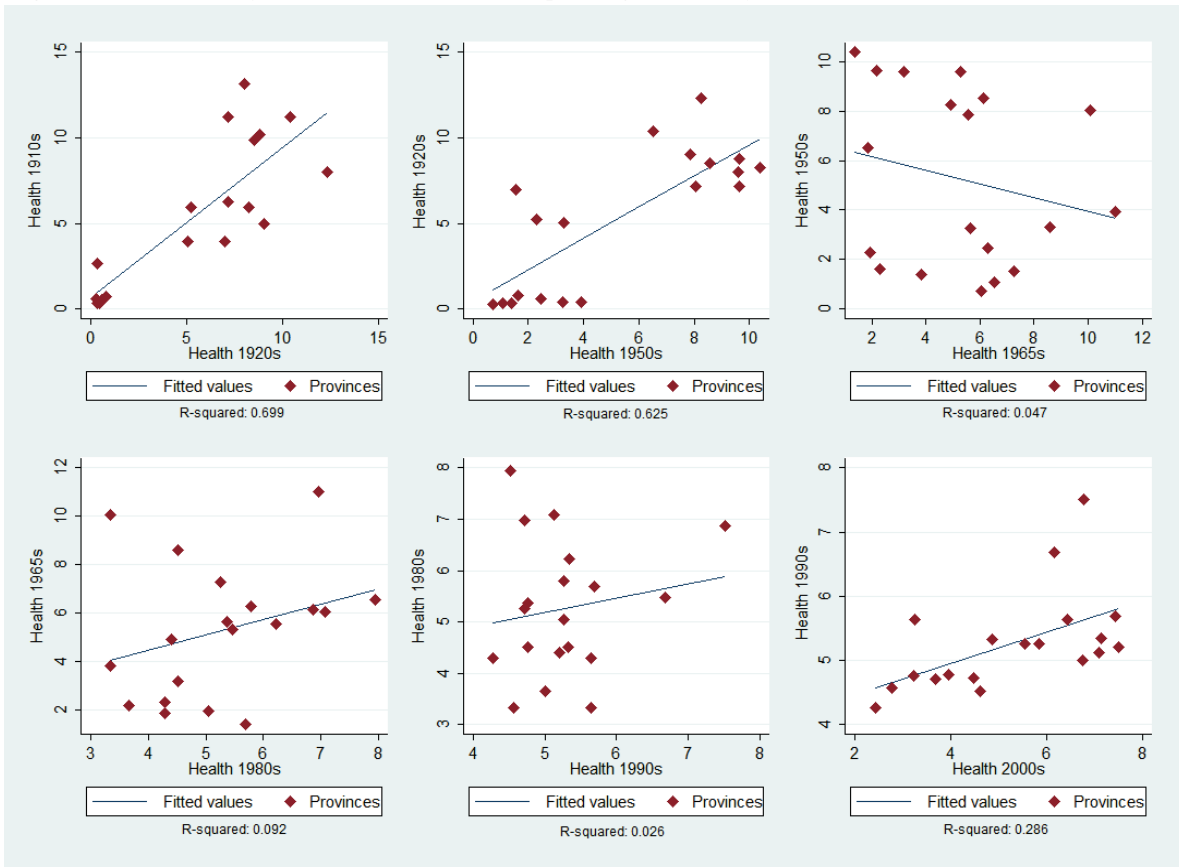 15
10
5
0
Health 1910s
0 5 10 15
Health 1920s
Fitted values Provinces
R-squared: 0.699
15
10
5
0
Health 1920s
0 2 4 6 8 10
Health 1950s
Fitted values Provinces
R-squared: 0.625
10
8
6
4
2
0
Health 1950s
2 4 6 8 10 12
Health 1965s
Fitted values Provinces
R-squared: 0.047
12
10
8
6
4
2
Health 1965s
3 4 5 6 7 8
Health 1980s
Fitted values Provinces
R-squared: 0.092
8
7
6
5
4
3
Health 1980s
4 5 6 7 8
Health 1990s
Fitted values Provinces
R-squared: 0.026
8
7
6
5
4
Health 1990s
2 4 6 8
Health 2000s
Fitted values Provinces
R-squared: 0.286